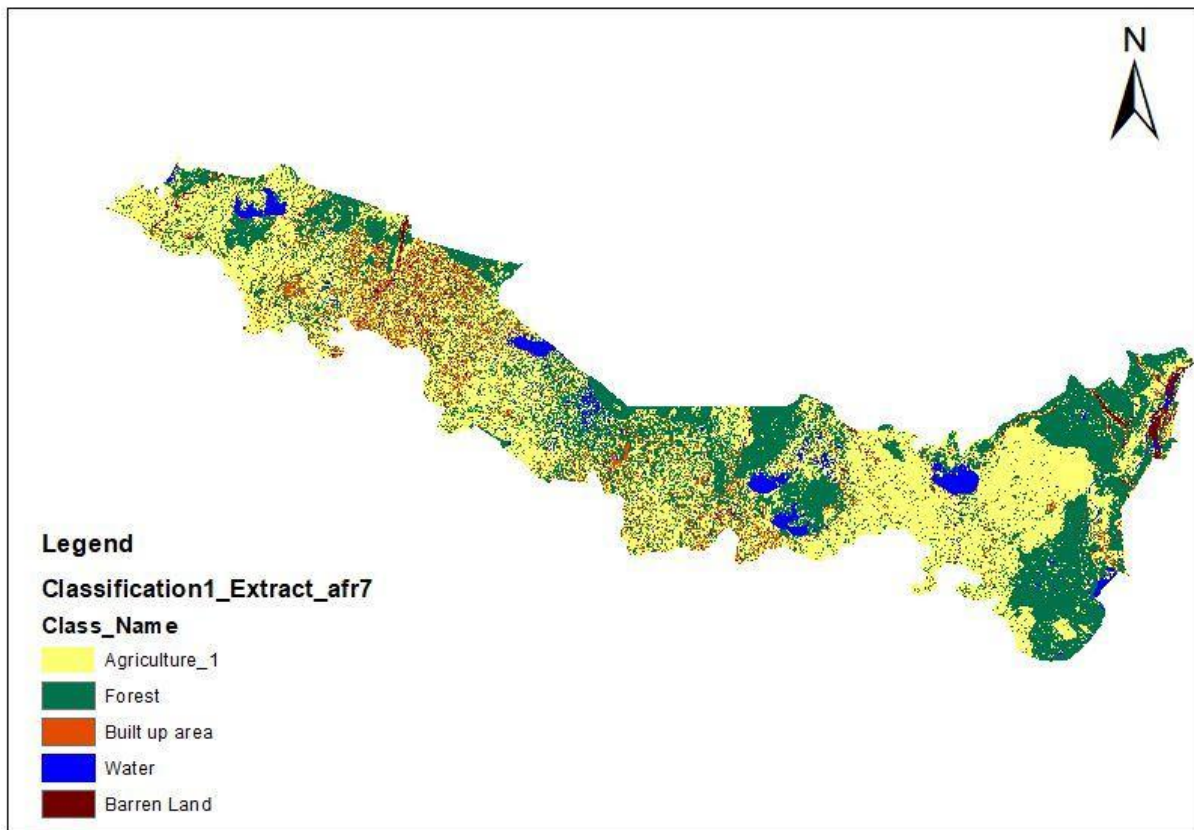 N
Legend
Classification1_Extract_afr7
Class_Name
Agriculture_1
Forest
Built up area
Water
Barren Land